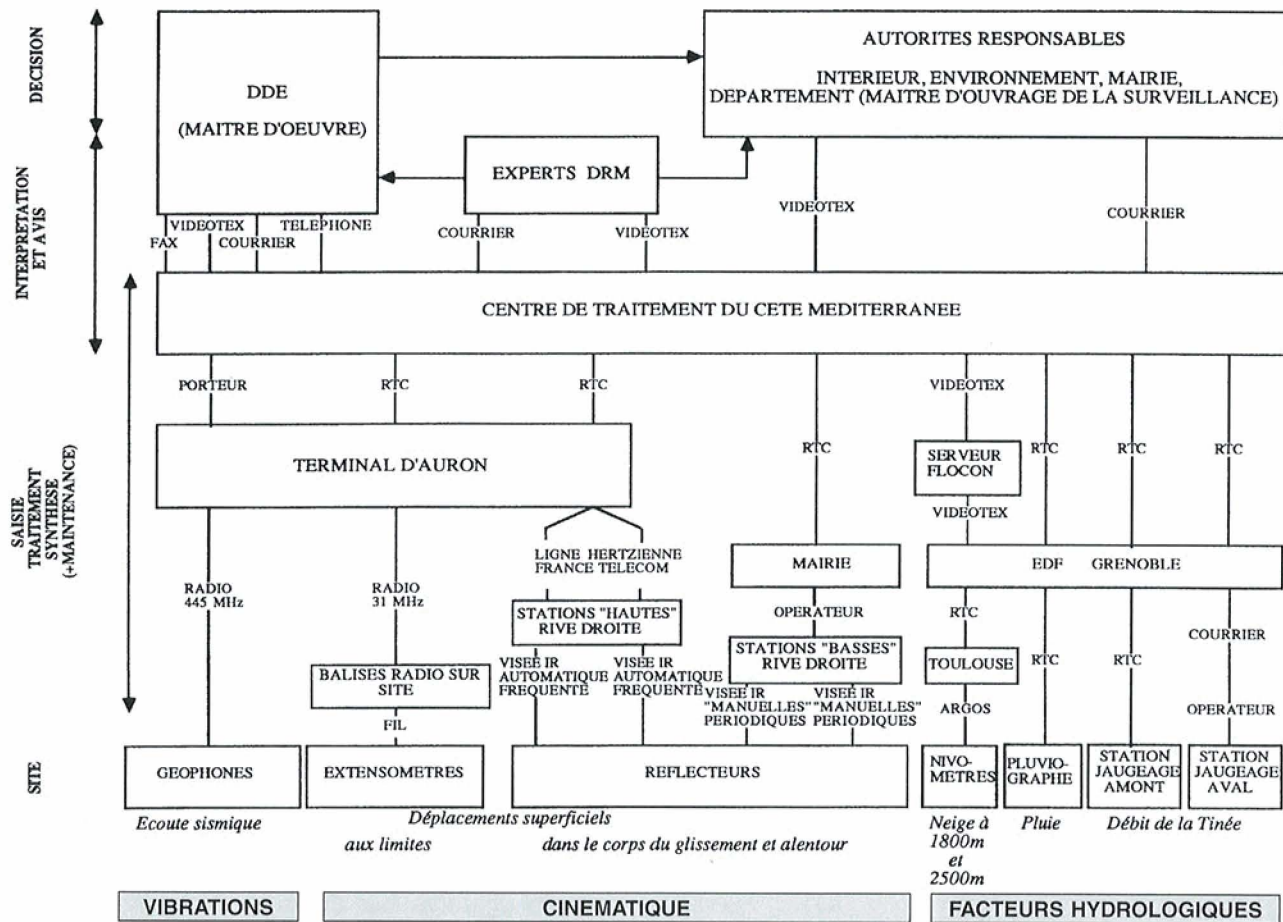 DECISION
INTERPRETATION
ET AVIS
SAISIE
TRAITEMENT
SYNTHESE
(+MAINTENANCE)
SITE
DDE
(MAITRE D'OEUVRE)
AUTORITES RESPONSABLES
INTERIEUR, ENVIRONNEMENT, MAIRIE,
DEPARTEMENT (MAITRE D'OUVRAGE DE LA SURVEILLANCE)
EXPERTS DRM
FAX
VIDEOTEX
COURRIER
TELEPHONE
COURRIER
VIDEOTEX
VIDEOTEX
COURRIER
CENTRE DE TRAITEMENT DU CETE MEDITERRANEE
PORTEUR
RTC
RTC
RTC
VIDEOTEX
RTC
RTC
RTC
TERMINAL D'AURON
SERVEUR
FLOCON
VIDEOTEX
RADIO
445 MHz
RADIO
31 MHz
LIGNE HERTZIENNE
FRANCE TELECOM
MAIRIE
EDF GRENOBLE
STATIONS "HAUTES"
RIVE DROITE
OPERATEUR
STATIONS "BASSES"
RIVE DROITE
RTC
TOULOUSE
RTC
RTC
COURRIER
BALISES RADIO SUR
SITE
VISEE IR
AUTOMATIQUE
FREQUENTE
VISEE IR
AUTOMATIQUE
FREQUENTE
VISEE IR
"MANUELLES"
PERIODIQUES
VISEE IR
"MANUELLES"
PERIODIQUES
FIL
ARGOS
OPERATEUR
GEOPHONES
EXTENSOMETRES
REFLECTEURS
NIVO-
METRES
PLUVIO-
GRAPHE
STATION
JAUGEAGE
AMONT
STATION
JAUGEAGE
AVAL
Ecoute sismique
Déplacements superficiels
aux limites
dans le corps du glissement et alentour
Neige à
1800m
et
2500m
Pluie
Débit de la Tinée
VIBRATIONS
CINEMATIQUE
FACTEURS HYDROLOGIQUES